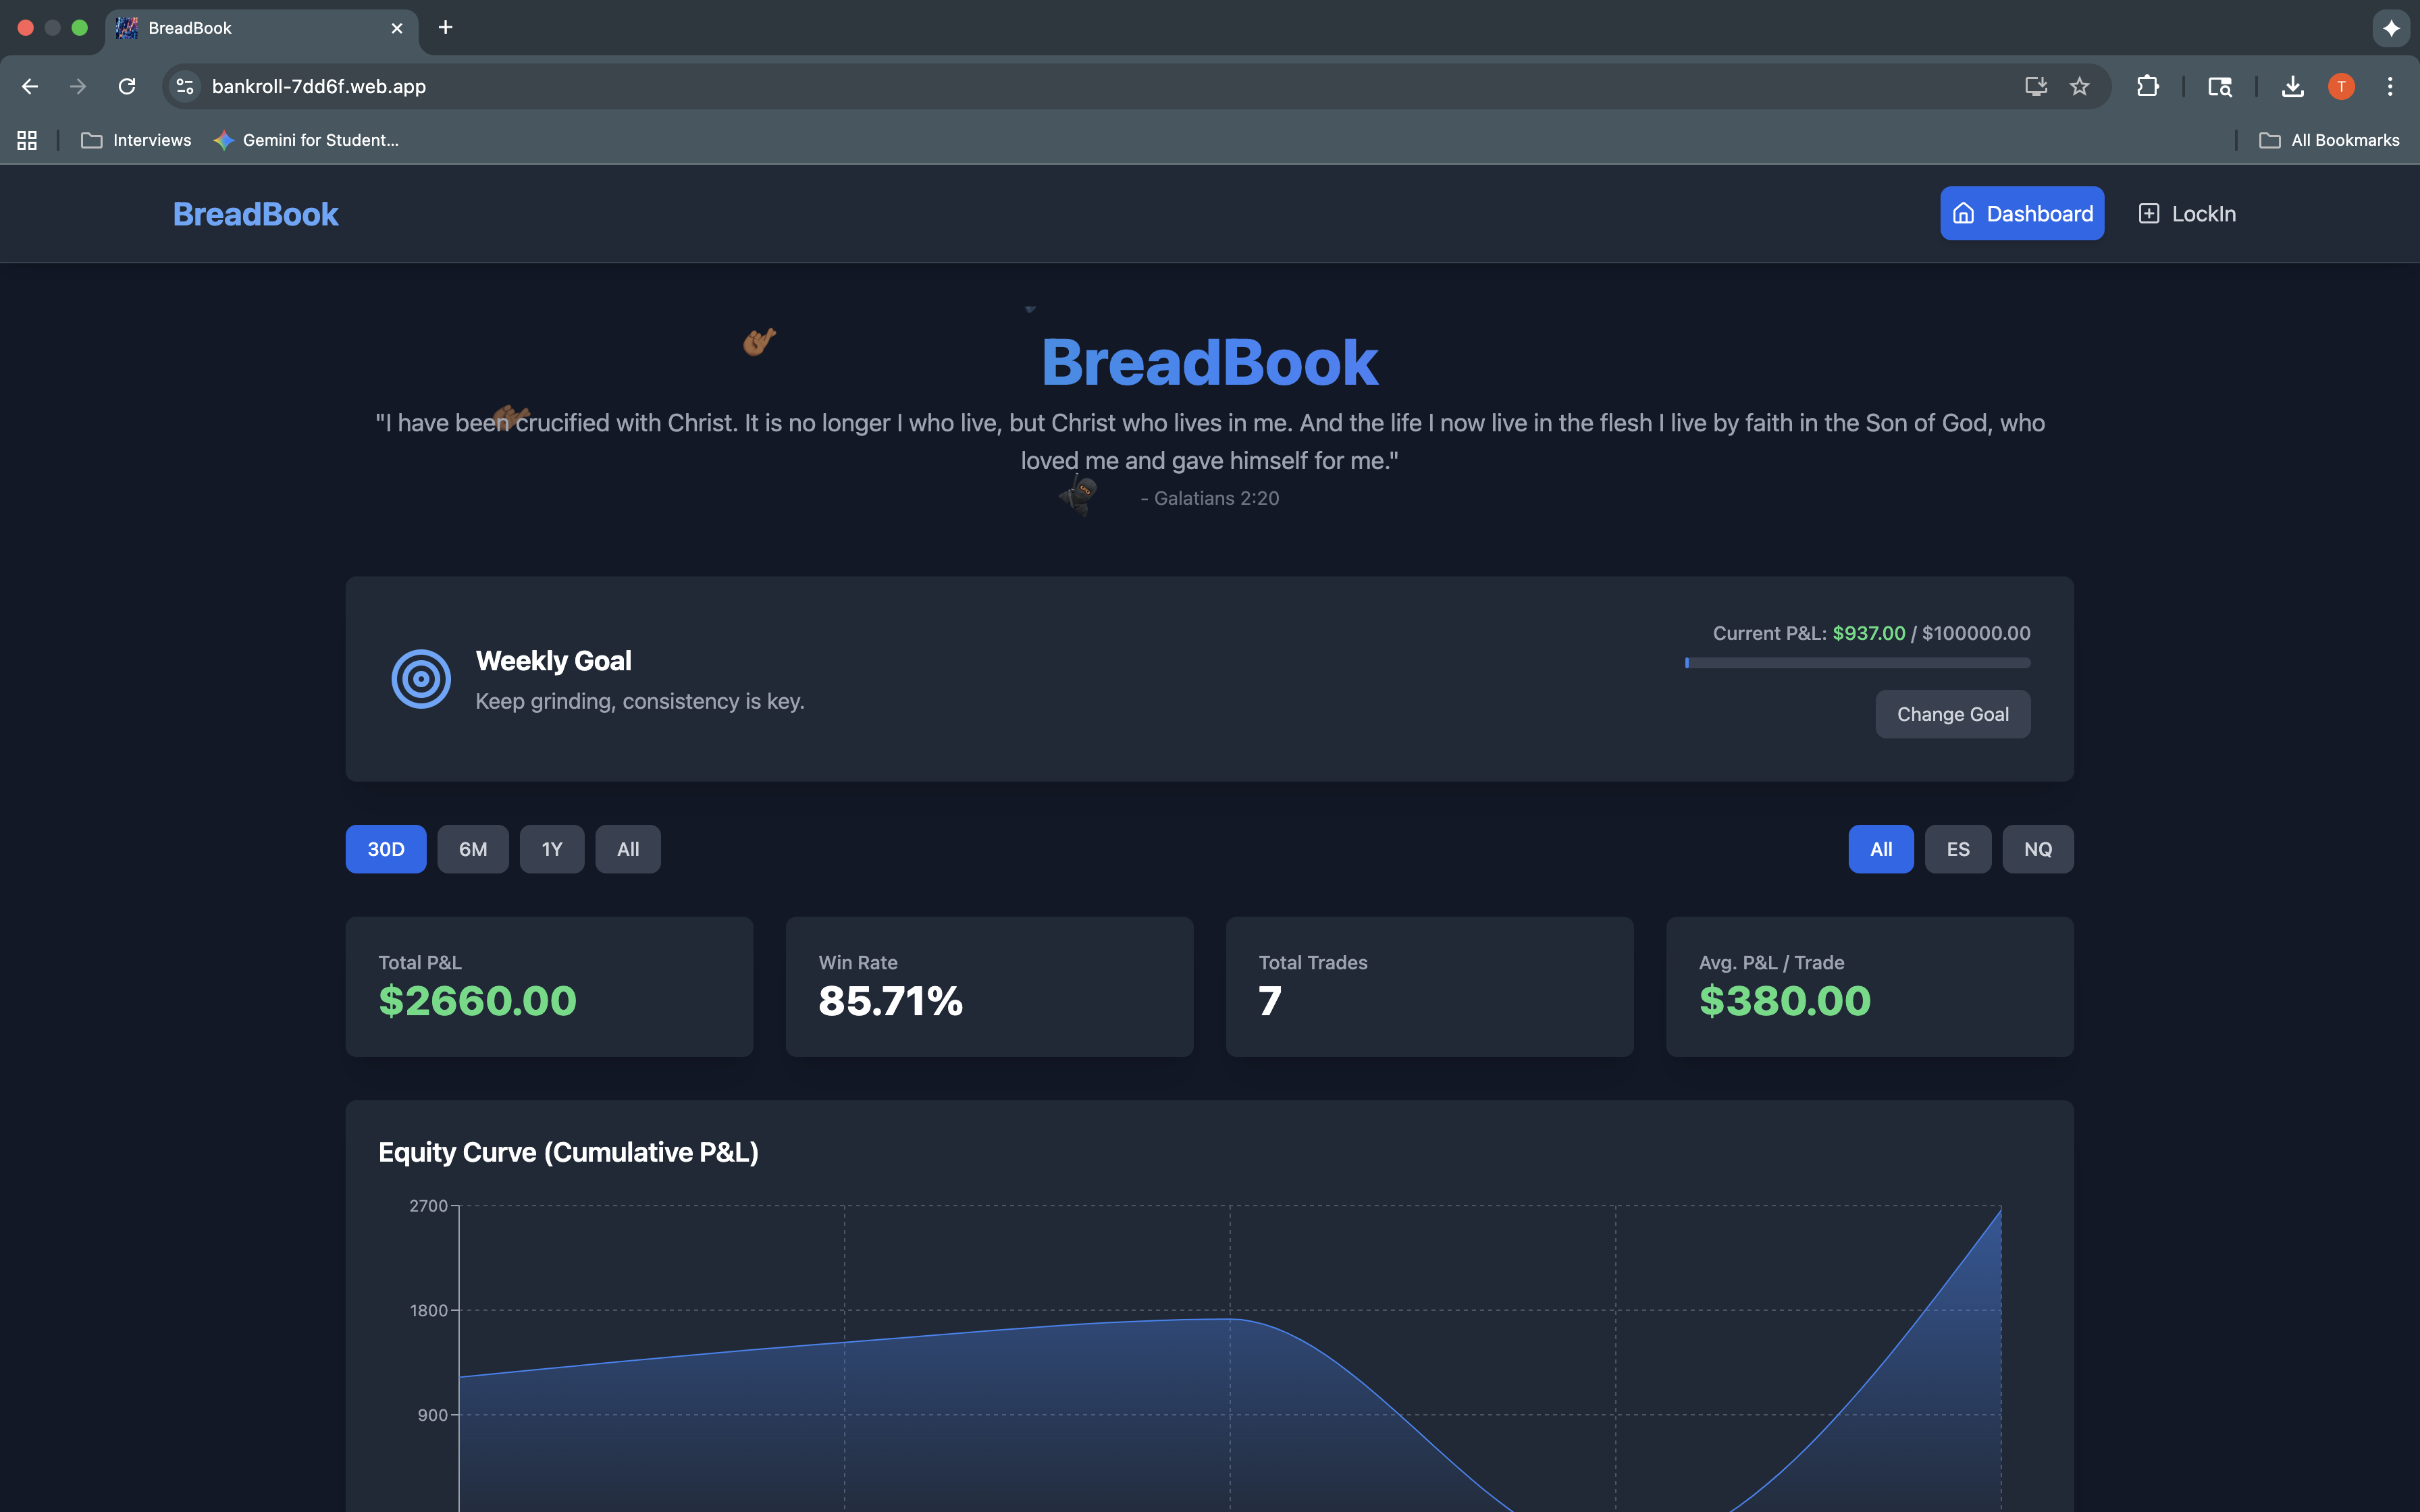 BreadBook
bankroll-7dd6f.web.app
T
Interviews
Gemini for Student...
All Bookmarks
BreadBook
Dashboard
LockIn
BreadBook
"I have been crucified with Christ. It is no longer I who live, but Christ who lives in me. And the life I now live in the flesh I live by faith in the Son of God, who
loved me and gave himself for me."
- Galatians 2:20
Weekly Goal
Keep grinding, consistency is key.
Current P&L: $937.00 / $100000.00
Change Goal
30D
6M
1Y
All
All
ES
NQ
Total P&L
$2660.00
Win Rate
85.71%
Total Trades
7
Avg. P&L / Trade
$380.00
Equity Curve (Cumulative P&L)
2700
1800
900